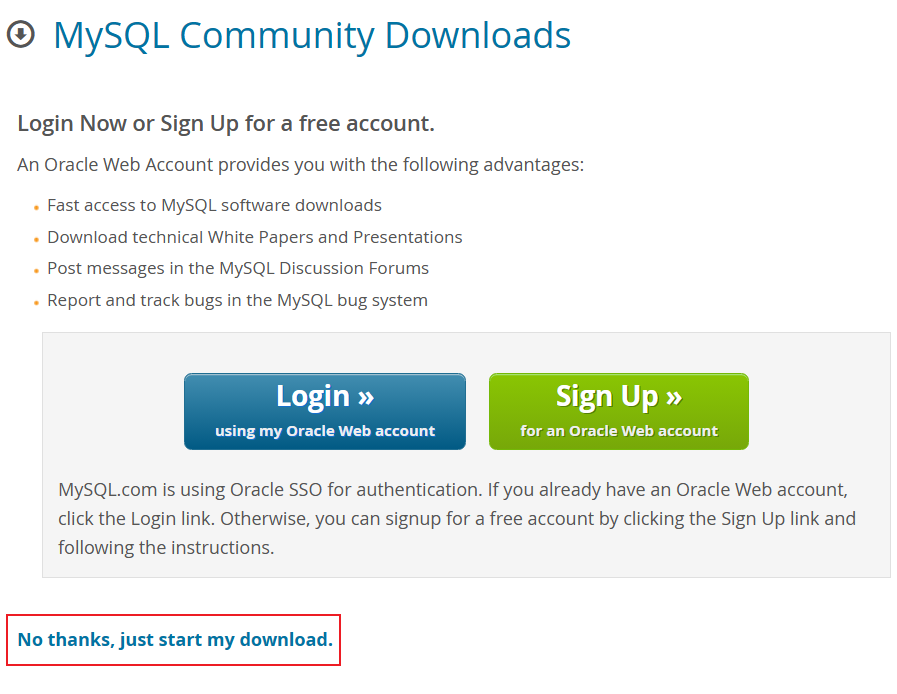 MySQL Community Downloads
Login Now or Sign Up for a free account.
An Oracle Web Account provides you with the following advantages:
Fast access to MySQL software downloads
Download technical White Papers and Presentations
Post messages in the MySQL Discussion Forums
Report and track bugs in the MySQL bug system
Login »
using my Oracle Web account
Sign Up »
for an Oracle Web account
MySQL.com is using Oracle SSO for authentication. If you already have an Oracle Web account,
click the Login link. Otherwise, you can signup for a free account by clicking the Sign Up link and
following the instructions.
No thanks, just start my download.